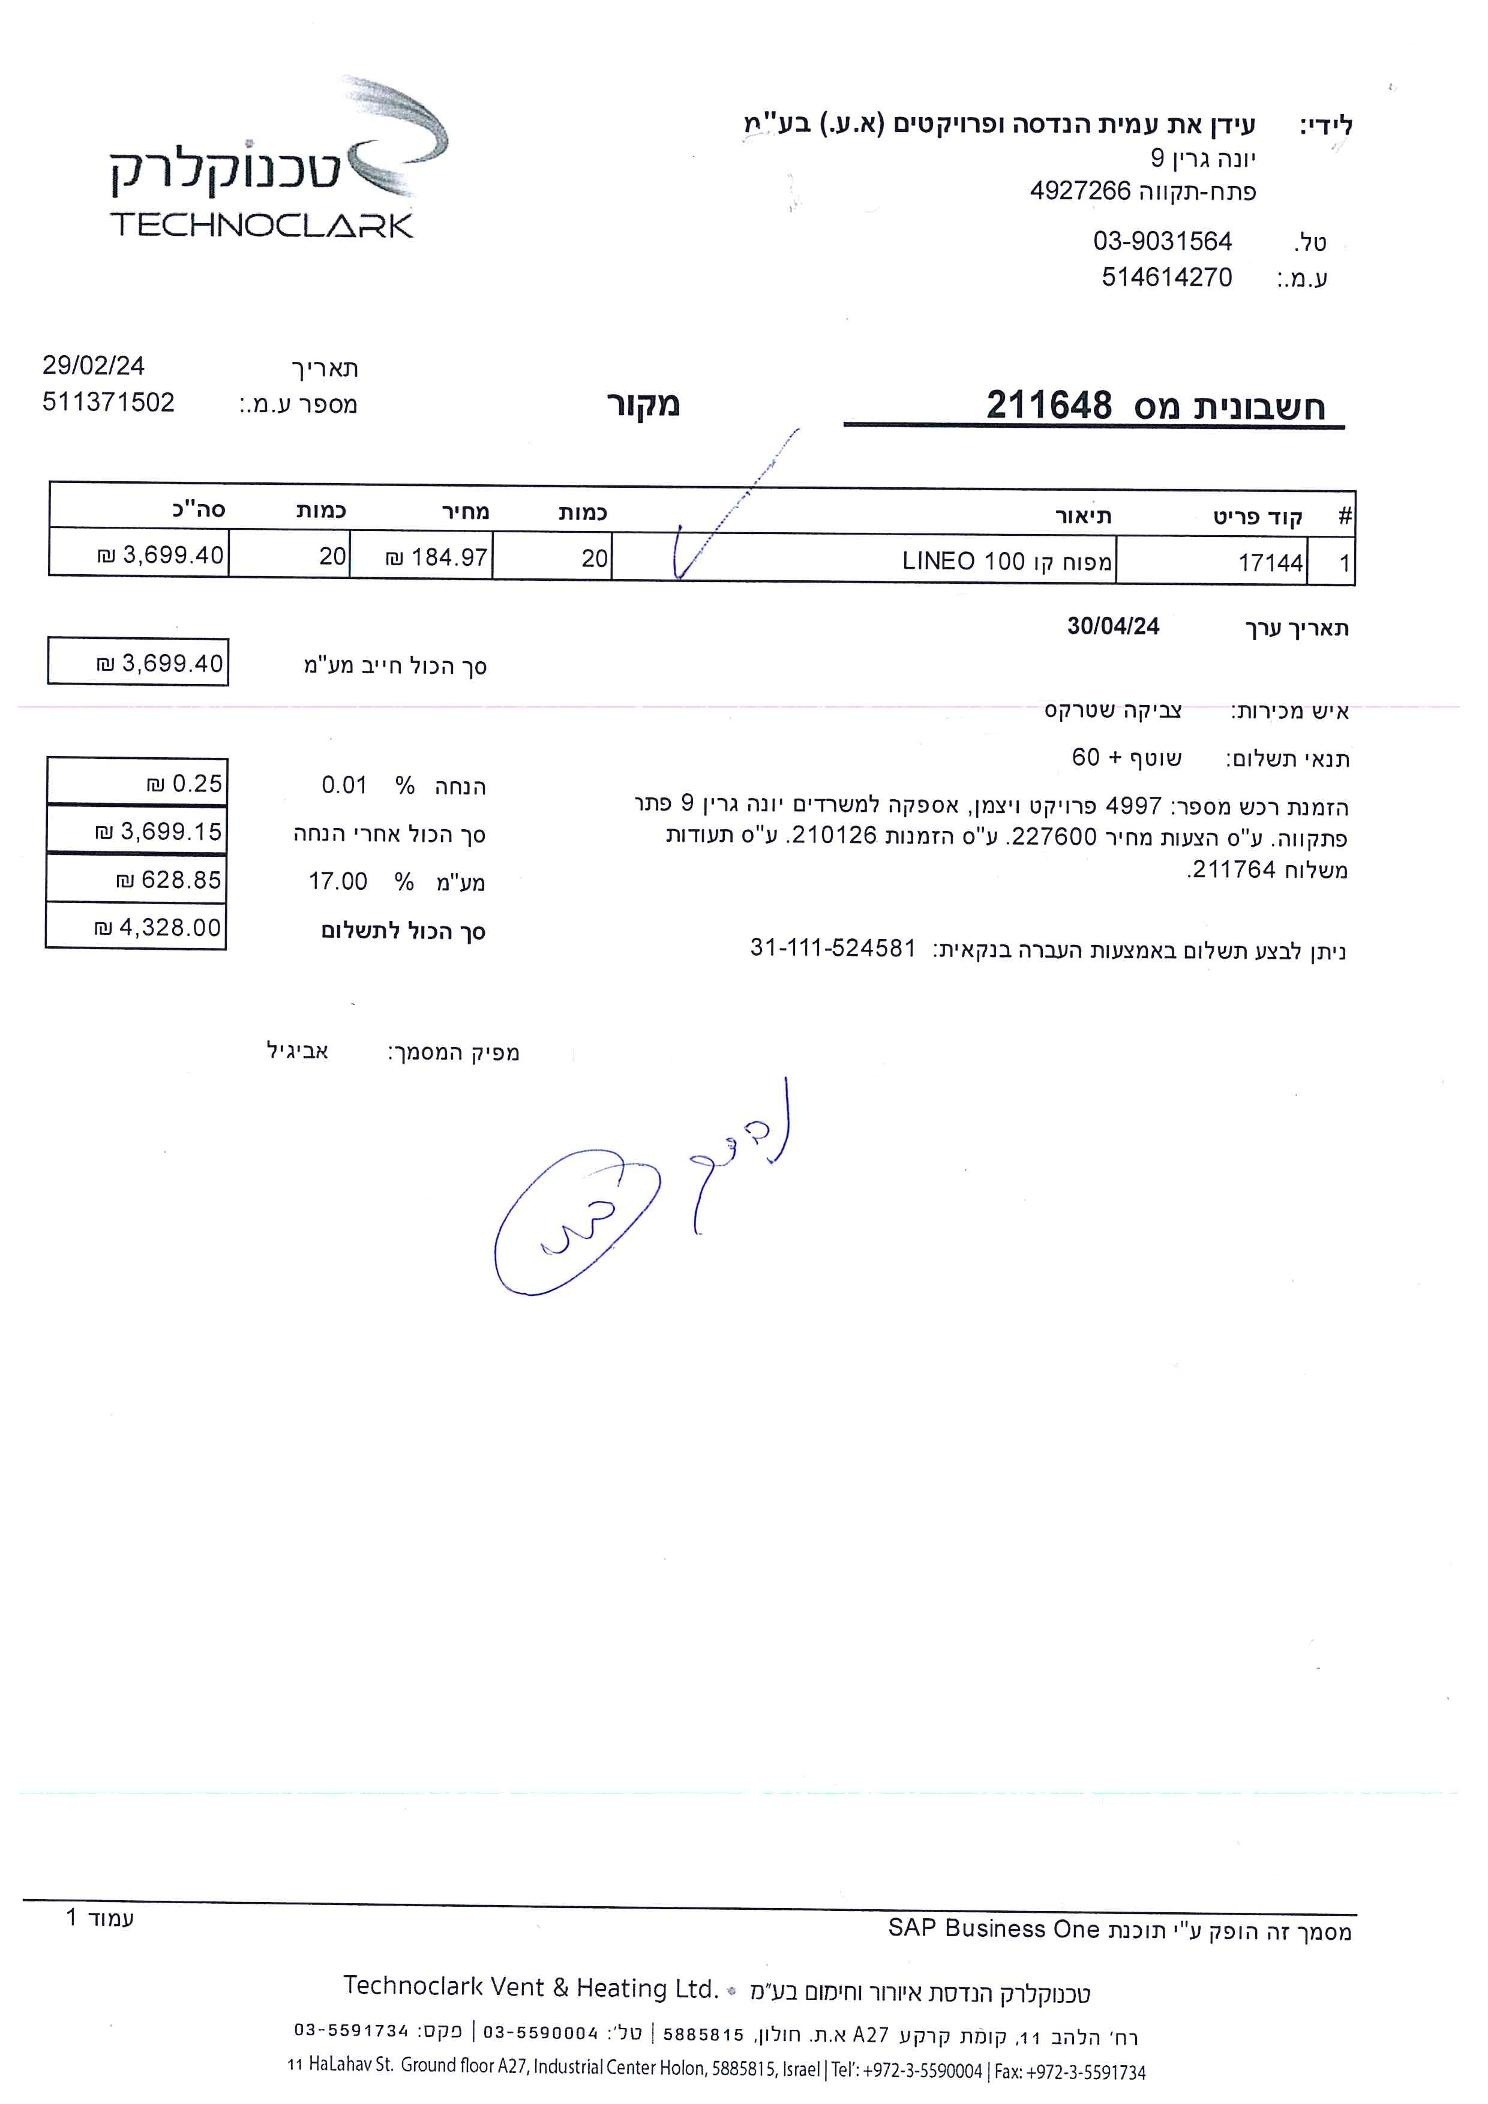 טכנוקלרק
TECHNOCLARK
לידי: עידן את עמית הנדסה ופרויקטים (א.ע.) בע"מ
יונה גרין 9
פתח-תקווה 4927266
טל. 03-9031564
ע.מ.: 514614270
תאריך 29/02/24
מספר ע.מ.: 511371502
חשבונית מס 211648 מקור
# קוד פריט תיאור כמות מחיר כמות סה"כ
1 17144 מפוח קו LINEO 100 20 184.97 ₪ 20 3,699.40 ₪
תאריך ערך 30/04/24
סך הכול חייב מע"מ 3,699.40 ₪
איש מכירות: צביקה שטרקס
תנאי תשלום: שוטף + 60
הזמנת רכש מספר: 4997 פרויקט ויצמן, אספקה למשרדים יונה גרין 9 פתר
פתקווה. ע"ס הצעות מחיר 227600. ע"ס הזמנות 210126. ע"ס תעודות
משלוח 211764.
הנחה % 0.01 0.25 ₪
סך הכול אחרי הנחה 3,699.15 ₪
מע"מ % 17.00 628.85 ₪
סך הכול לתשלום 4,328.00 ₪
ניתן לבצע תשלום באמצעות העברה בנקאית: 31-111-524581
מפיק המסמך: אביגיל
מסמך זה הופק ע"י תוכנת SAP Business One
עמוד 1
טכנוקלרק הנדסת איורור וחימום בע"מ • Technoclark Vent & Heating Ltd.
רח' הלהב 11, קומת קרקע A27 א.ת. חולון, 5885815 | טל': 03-5590004 | פקס: 03-5591734
11 HaLahav St. Ground floor A27, Industrial Center Holon, 5885815, Israel | Tel': +972-3-5590004 | Fax: +972-3-5591734